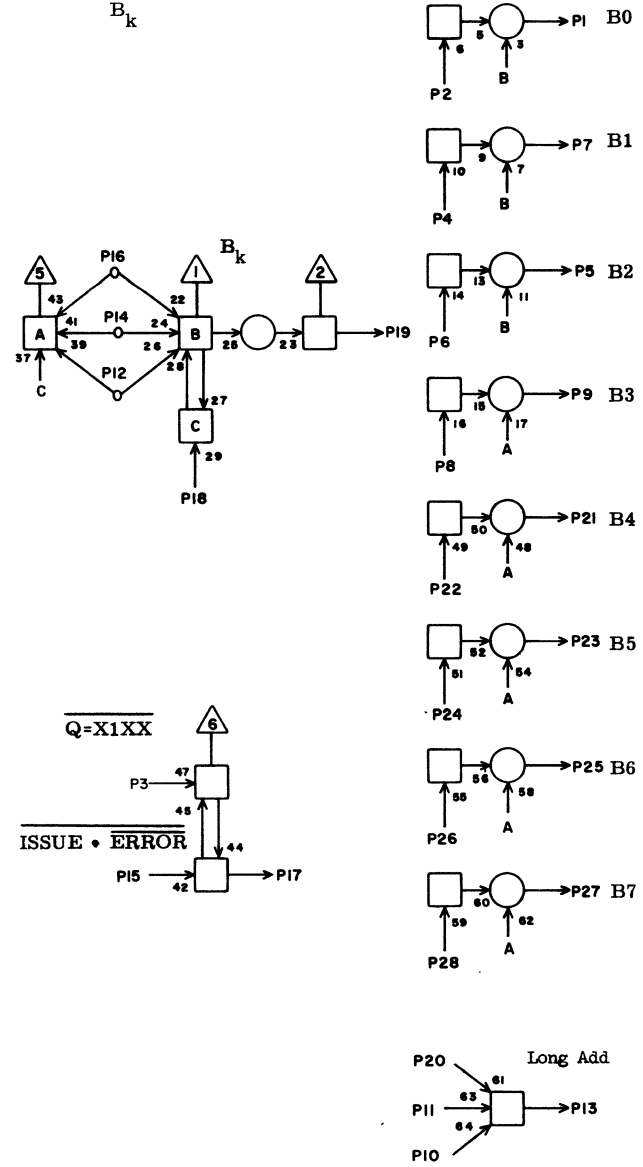 B_k
P1 B0
5
6 3
P2 B
P7 B1
9
10 7
P4 B
P16 B_k
5 1 2
P5 B2
13
14 11
P6 B
43 22
P14
A 41 24 B 25 23 P19
37 39 26 28
P12
C
27
C
29
P18
P9 B3
15
16 17
P8 A
P21 B4
50
49 48
P22 A
P23 B5
52
51 54
P24 A
Q=X1XX
6
P3 47
45
ISSUE • ERROR
44
P15 42 P17
P25 B6
56
55 58
P26 A
P27 B7
60
59 62
P28 A
P20 Long Add
61
P11 63 P13
64
P10